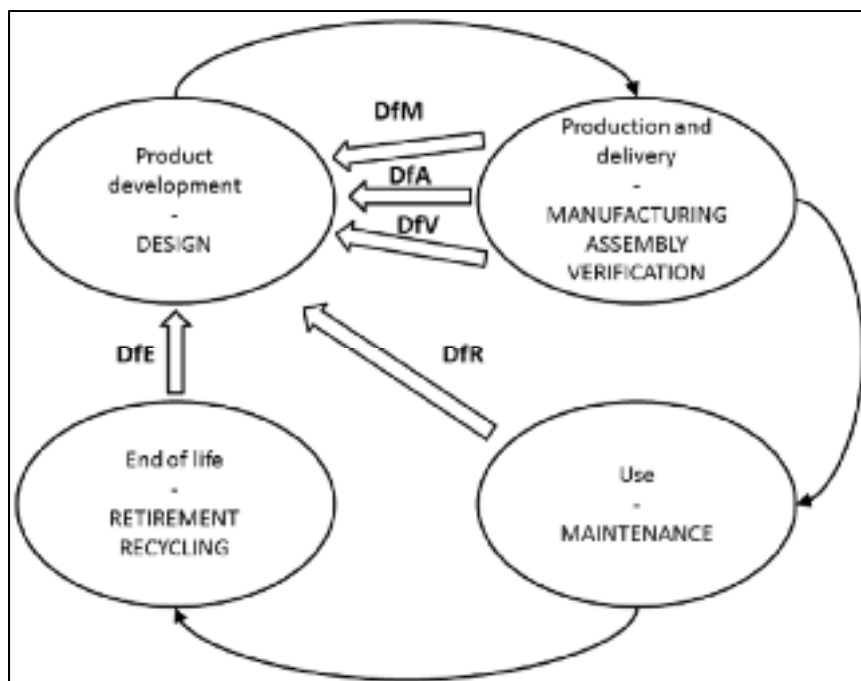 DfM
Product
development
-
DESIGN
DfA
DfV
Production and
delivery
-
MANUFACTURING
ASSEMBLY
VERIFICATION
DfE
DfR
End of life
-
RETIREMENT
RECYCLING
Use
-
MAINTENANCE